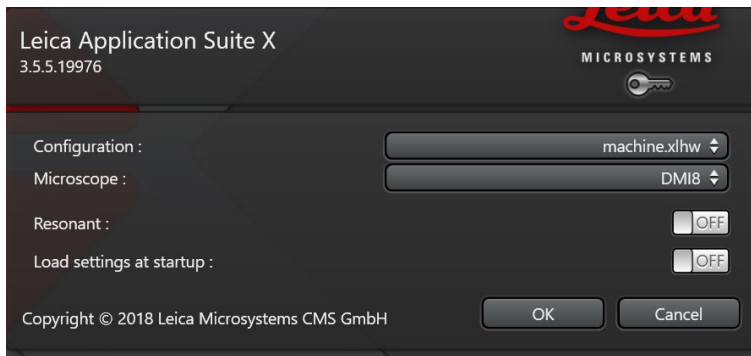 Leica Application Suite X
3.5.5.19976
Leica
MICROSYSTEMS
Configuration :
machine.xlhw
Microscope :
DMI8
Resonant :
OFF
Load settings at startup :
OFF
Copyright © 2018 Leica Microsystems CMS GmbH
OK
Cancel